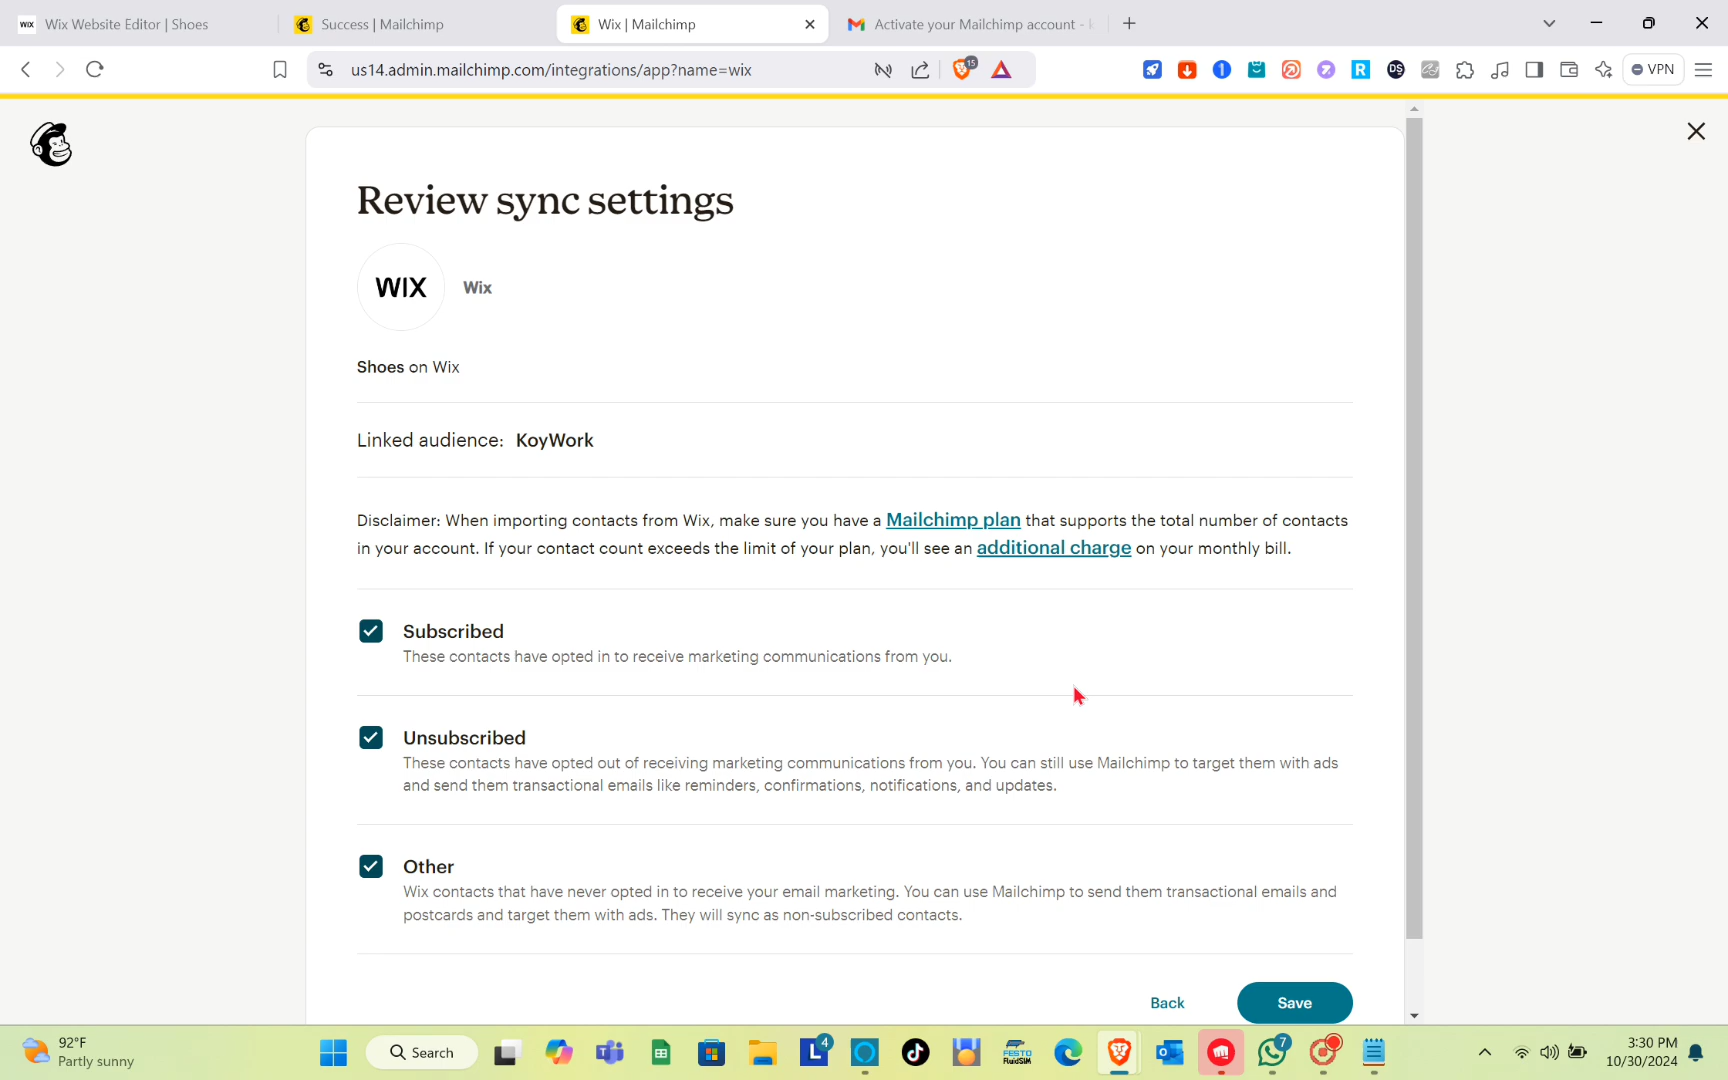 WIX Wix Website Editor | Shoes
Success | Mailchimp
Wix | Mailchimp
Activate your Mailchimp account -
us14.admin.mailchimp.com/integrations/app?name=wix
15
R
DS
VPN
Review sync settings
WIX Wix
Shoes on Wix
Linked audience: KoyWork
Disclaimer: When importing contacts from Wix, make sure you have a Mailchimp plan that supports the total number of contacts
in your account. If your contact count exceeds the limit of your plan, you'll see an additional charge on your monthly bill.
Subscribed
These contacts have opted in to receive marketing communications from you.
Unsubscribed
These contacts have opted out of receiving marketing communications from you. You can still use Mailchimp to target them with ads
and send them transactional emails like reminders, confirmations, notifications, and updates.
Other
Wix contacts that have never opted in to receive your email marketing. You can use Mailchimp to send them transactional emails and
postcards and target them with ads. They will sync as non-subscribed contacts.
Back
Save
92°F
Partly sunny
Search
L
4
FESTO
FluidSIM
7
3:30 PM
10/30/2024